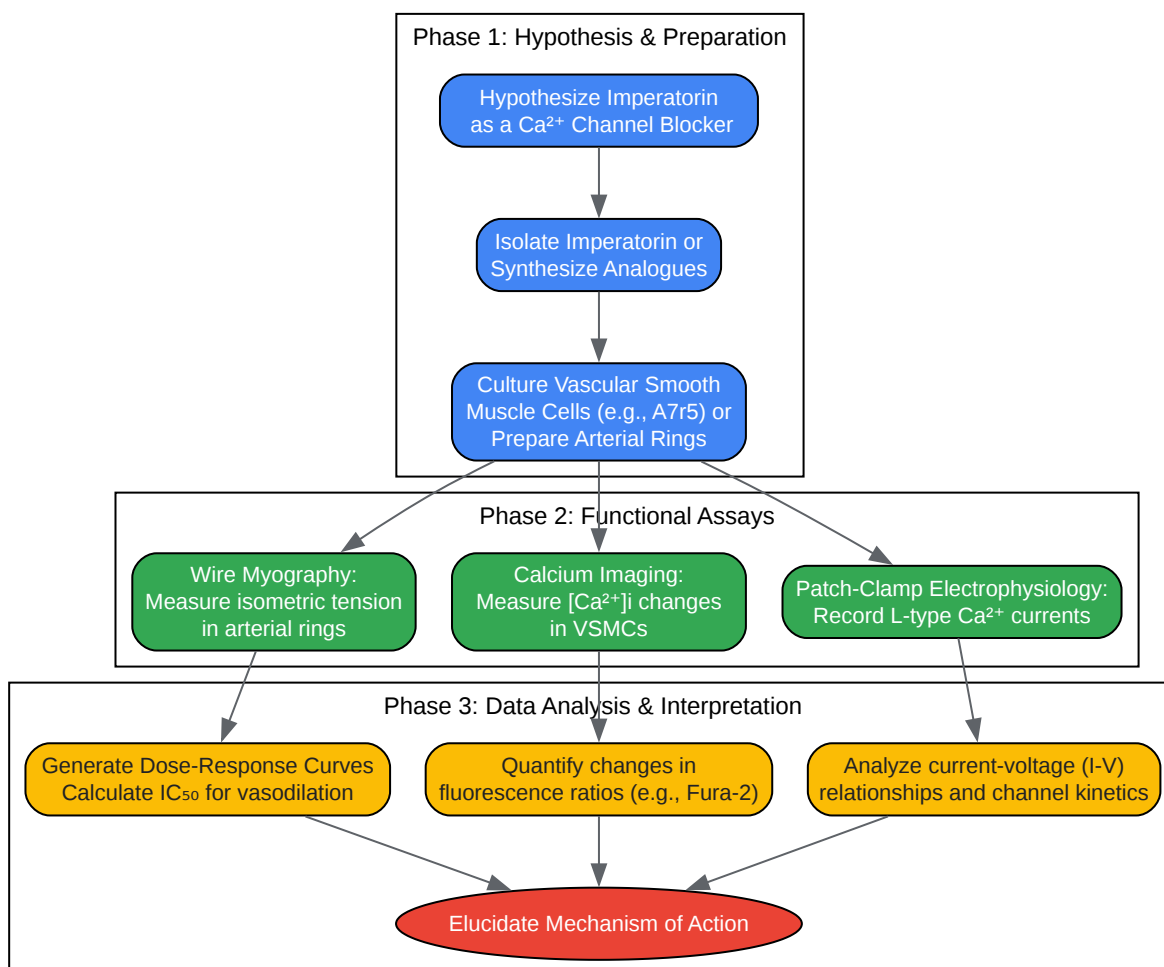 Phase 1: Hypothesis & Preparation
Hypothesize Imperatorin
as a Ca²⁺ Channel Blocker
Isolate Imperatorin or
Synthesize Analogues
Culture Vascular Smooth
Muscle Cells (e.g., A7r5) or
Prepare Arterial Rings
Phase 2: Functional Assays
Wire Myography:
Measure isometric tension
in arterial rings
Calcium Imaging:
Measure [Ca²⁺]i changes
in VSMCs
Patch-Clamp Electrophysiology:
Record L-type Ca²⁺ currents
Phase 3: Data Analysis & Interpretation
Generate Dose-Response Curves
Calculate IC₅₀ for vasodilation
Quantify changes in
fluorescence ratios (e.g., Fura-2)
Analyze current-voltage (I-V)
relationships and channel kinetics
Elucidate Mechanism of Action